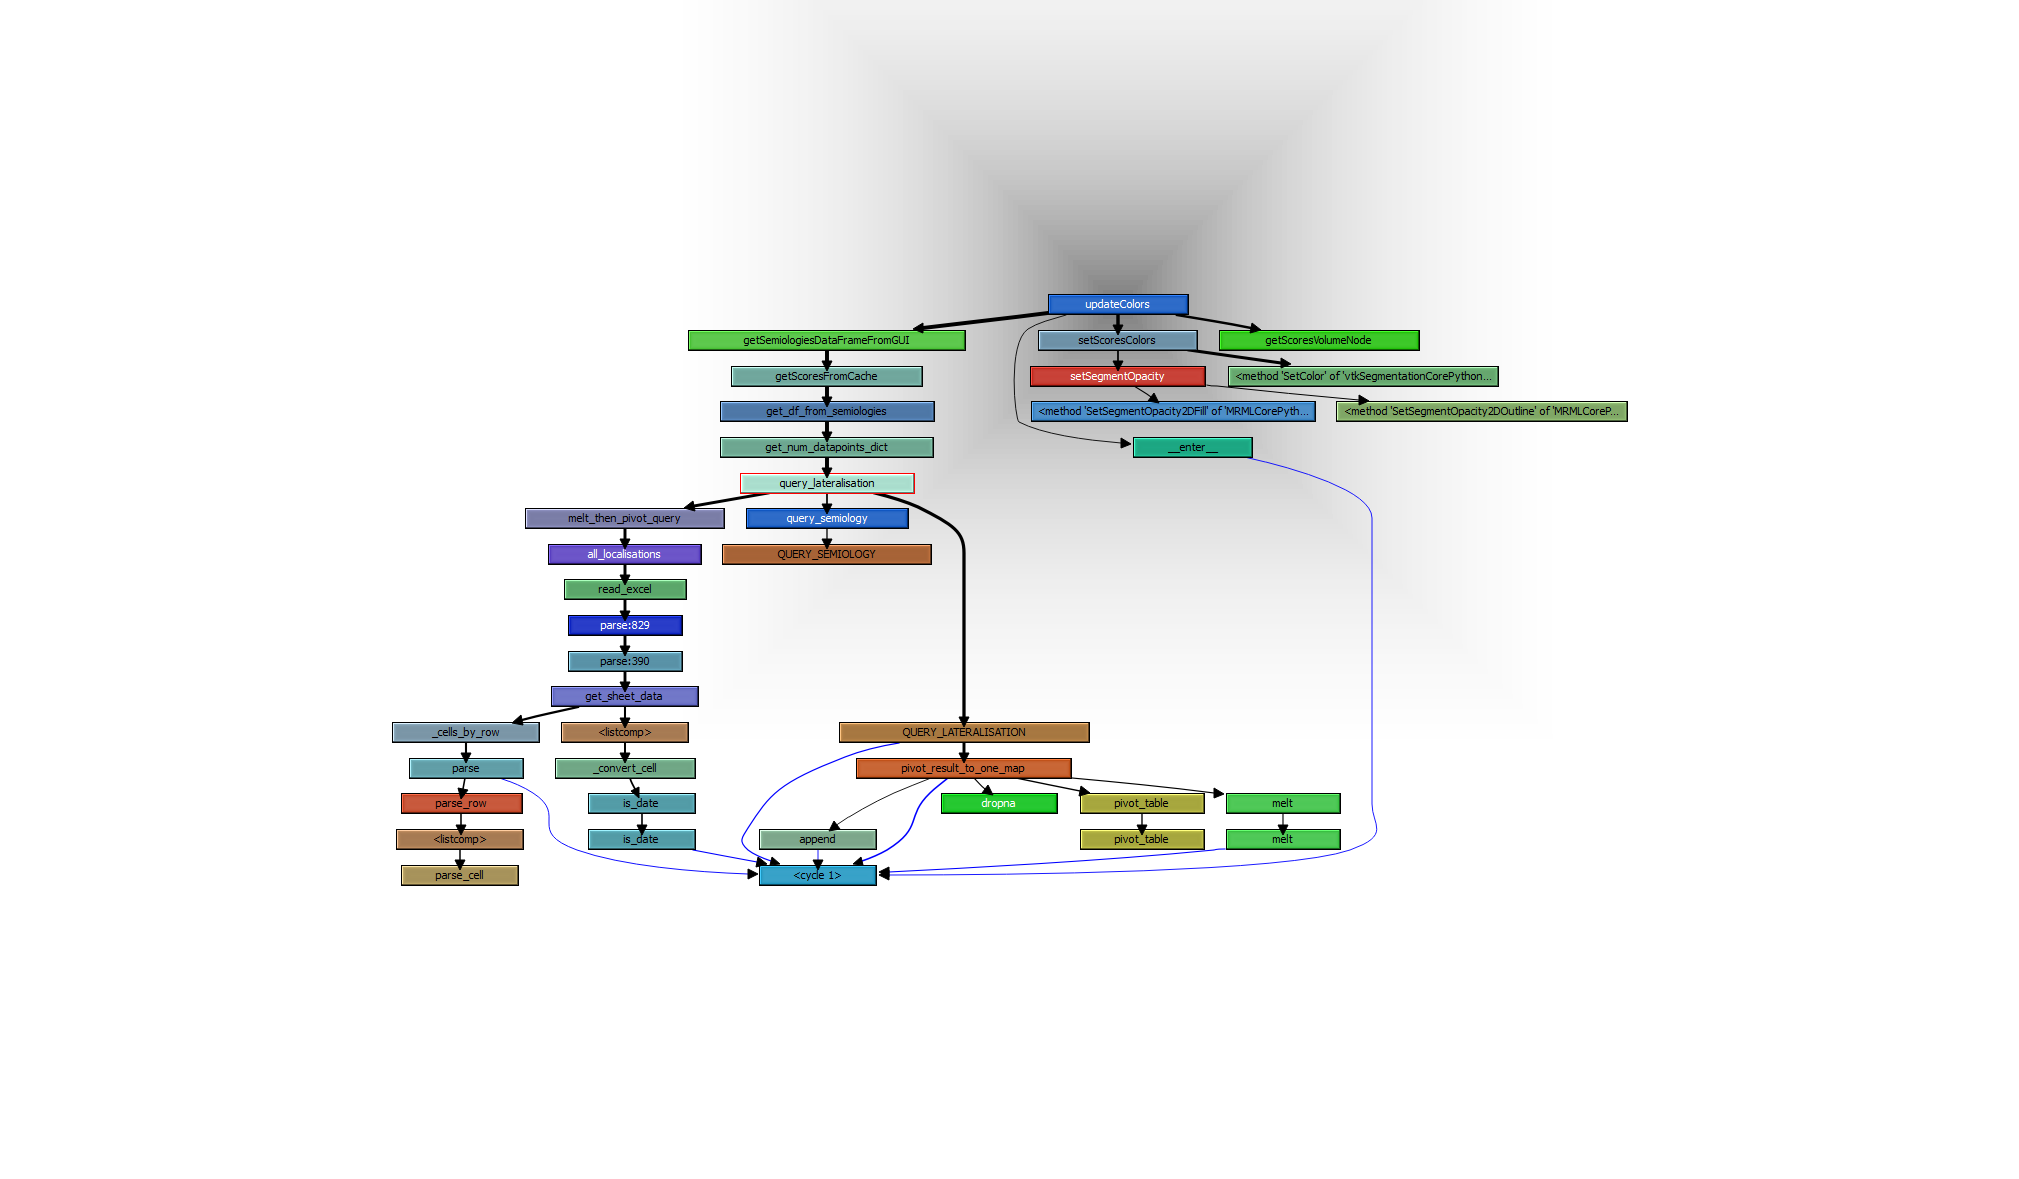 updateColors
getSemiologiesDataFrameFromGUI
setScoresColors
getScoresVolumeNode
getScoresFromCache
setSegmentOpacity
<method 'SetColor' of 'vtkSegmentationCorePython...
get_df_from_semiologies
<method 'SetSegmentOpacity2DFill' of 'MRMLCorePyth...
<method 'SetSegmentOpacity2DOutline' of 'MRMLCoreP...
get_num_datapoints_dict
__enter__
query_lateralisation
melt_then_pivot_query
query_semiology
all_localisations
QUERY_SEMIOLOGY
read_excel
parse:829
parse:390
get_sheet_data
_cells_by_row
<listcomp>
QUERY_LATERALISATION
parse
_convert_cell
pivot_result_to_one_map
parse_row
is_date
dropna
pivot_table
melt
<listcomp>
is_date
append
pivot_table
melt
parse_cell
<cycle 1>